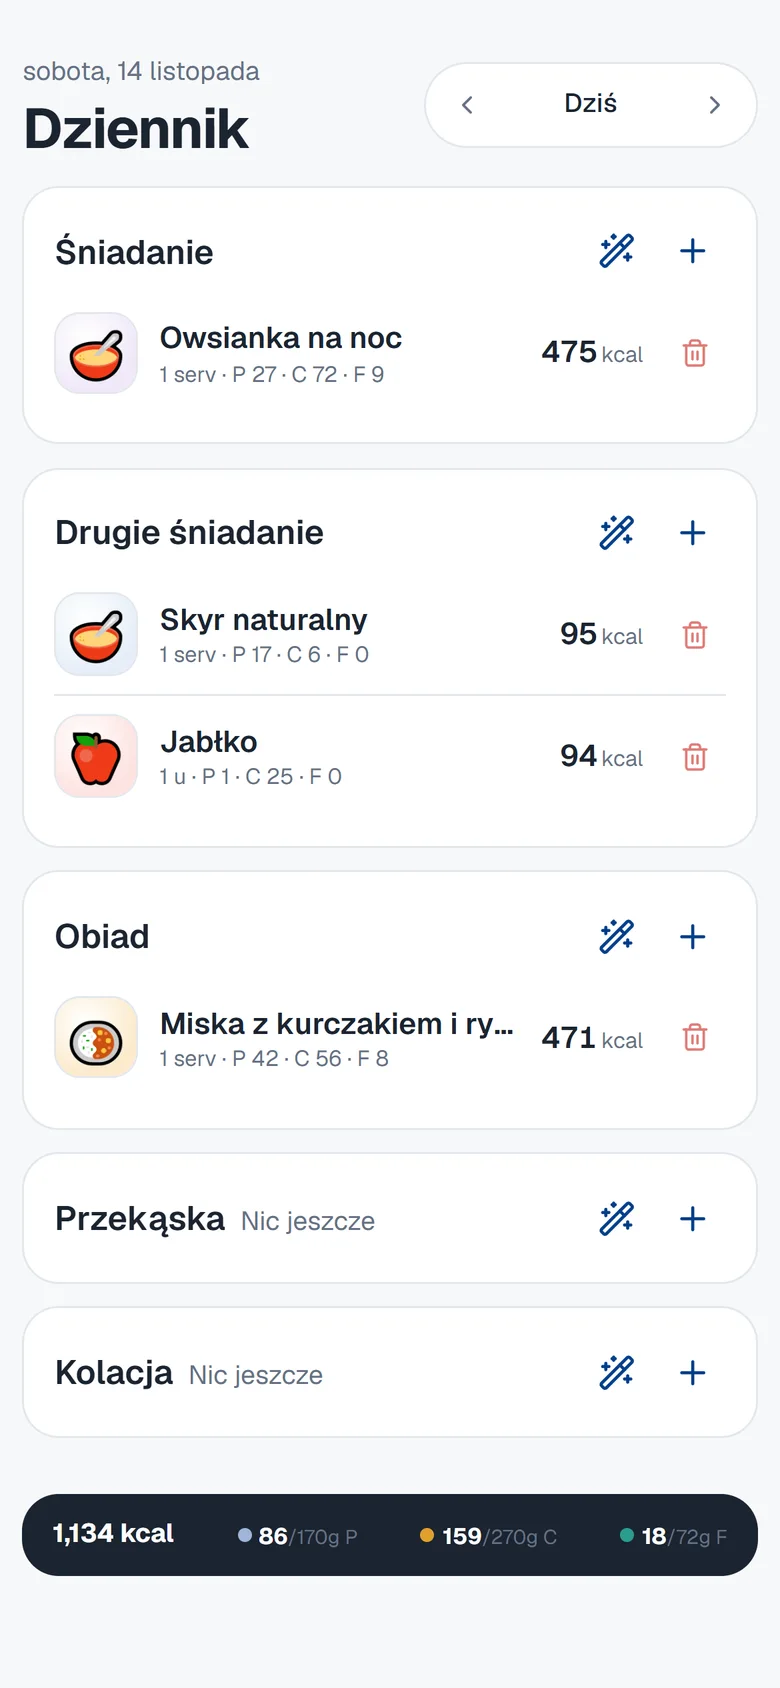 sobota, 14 listopada
Dziennik
Dziś
Śniadanie
Owsianka na noc
1 serv · P 27 · C 72 · F 9
475 kcal
Drugie śniadanie
Skyr naturalny
1 serv · P 17 · C 6 · F 0
95 kcal
Jabłko
1 u · P 1 · C 25 · F 0
94 kcal
Obiad
Miska z kurczakiem i ry...
1 serv · P 42 · C 56 · F 8
471 kcal
Przekąska Nic jeszcze
Kolacja Nic jeszcze
1,134 kcal 86/170g P 159/270g C 18/72g F